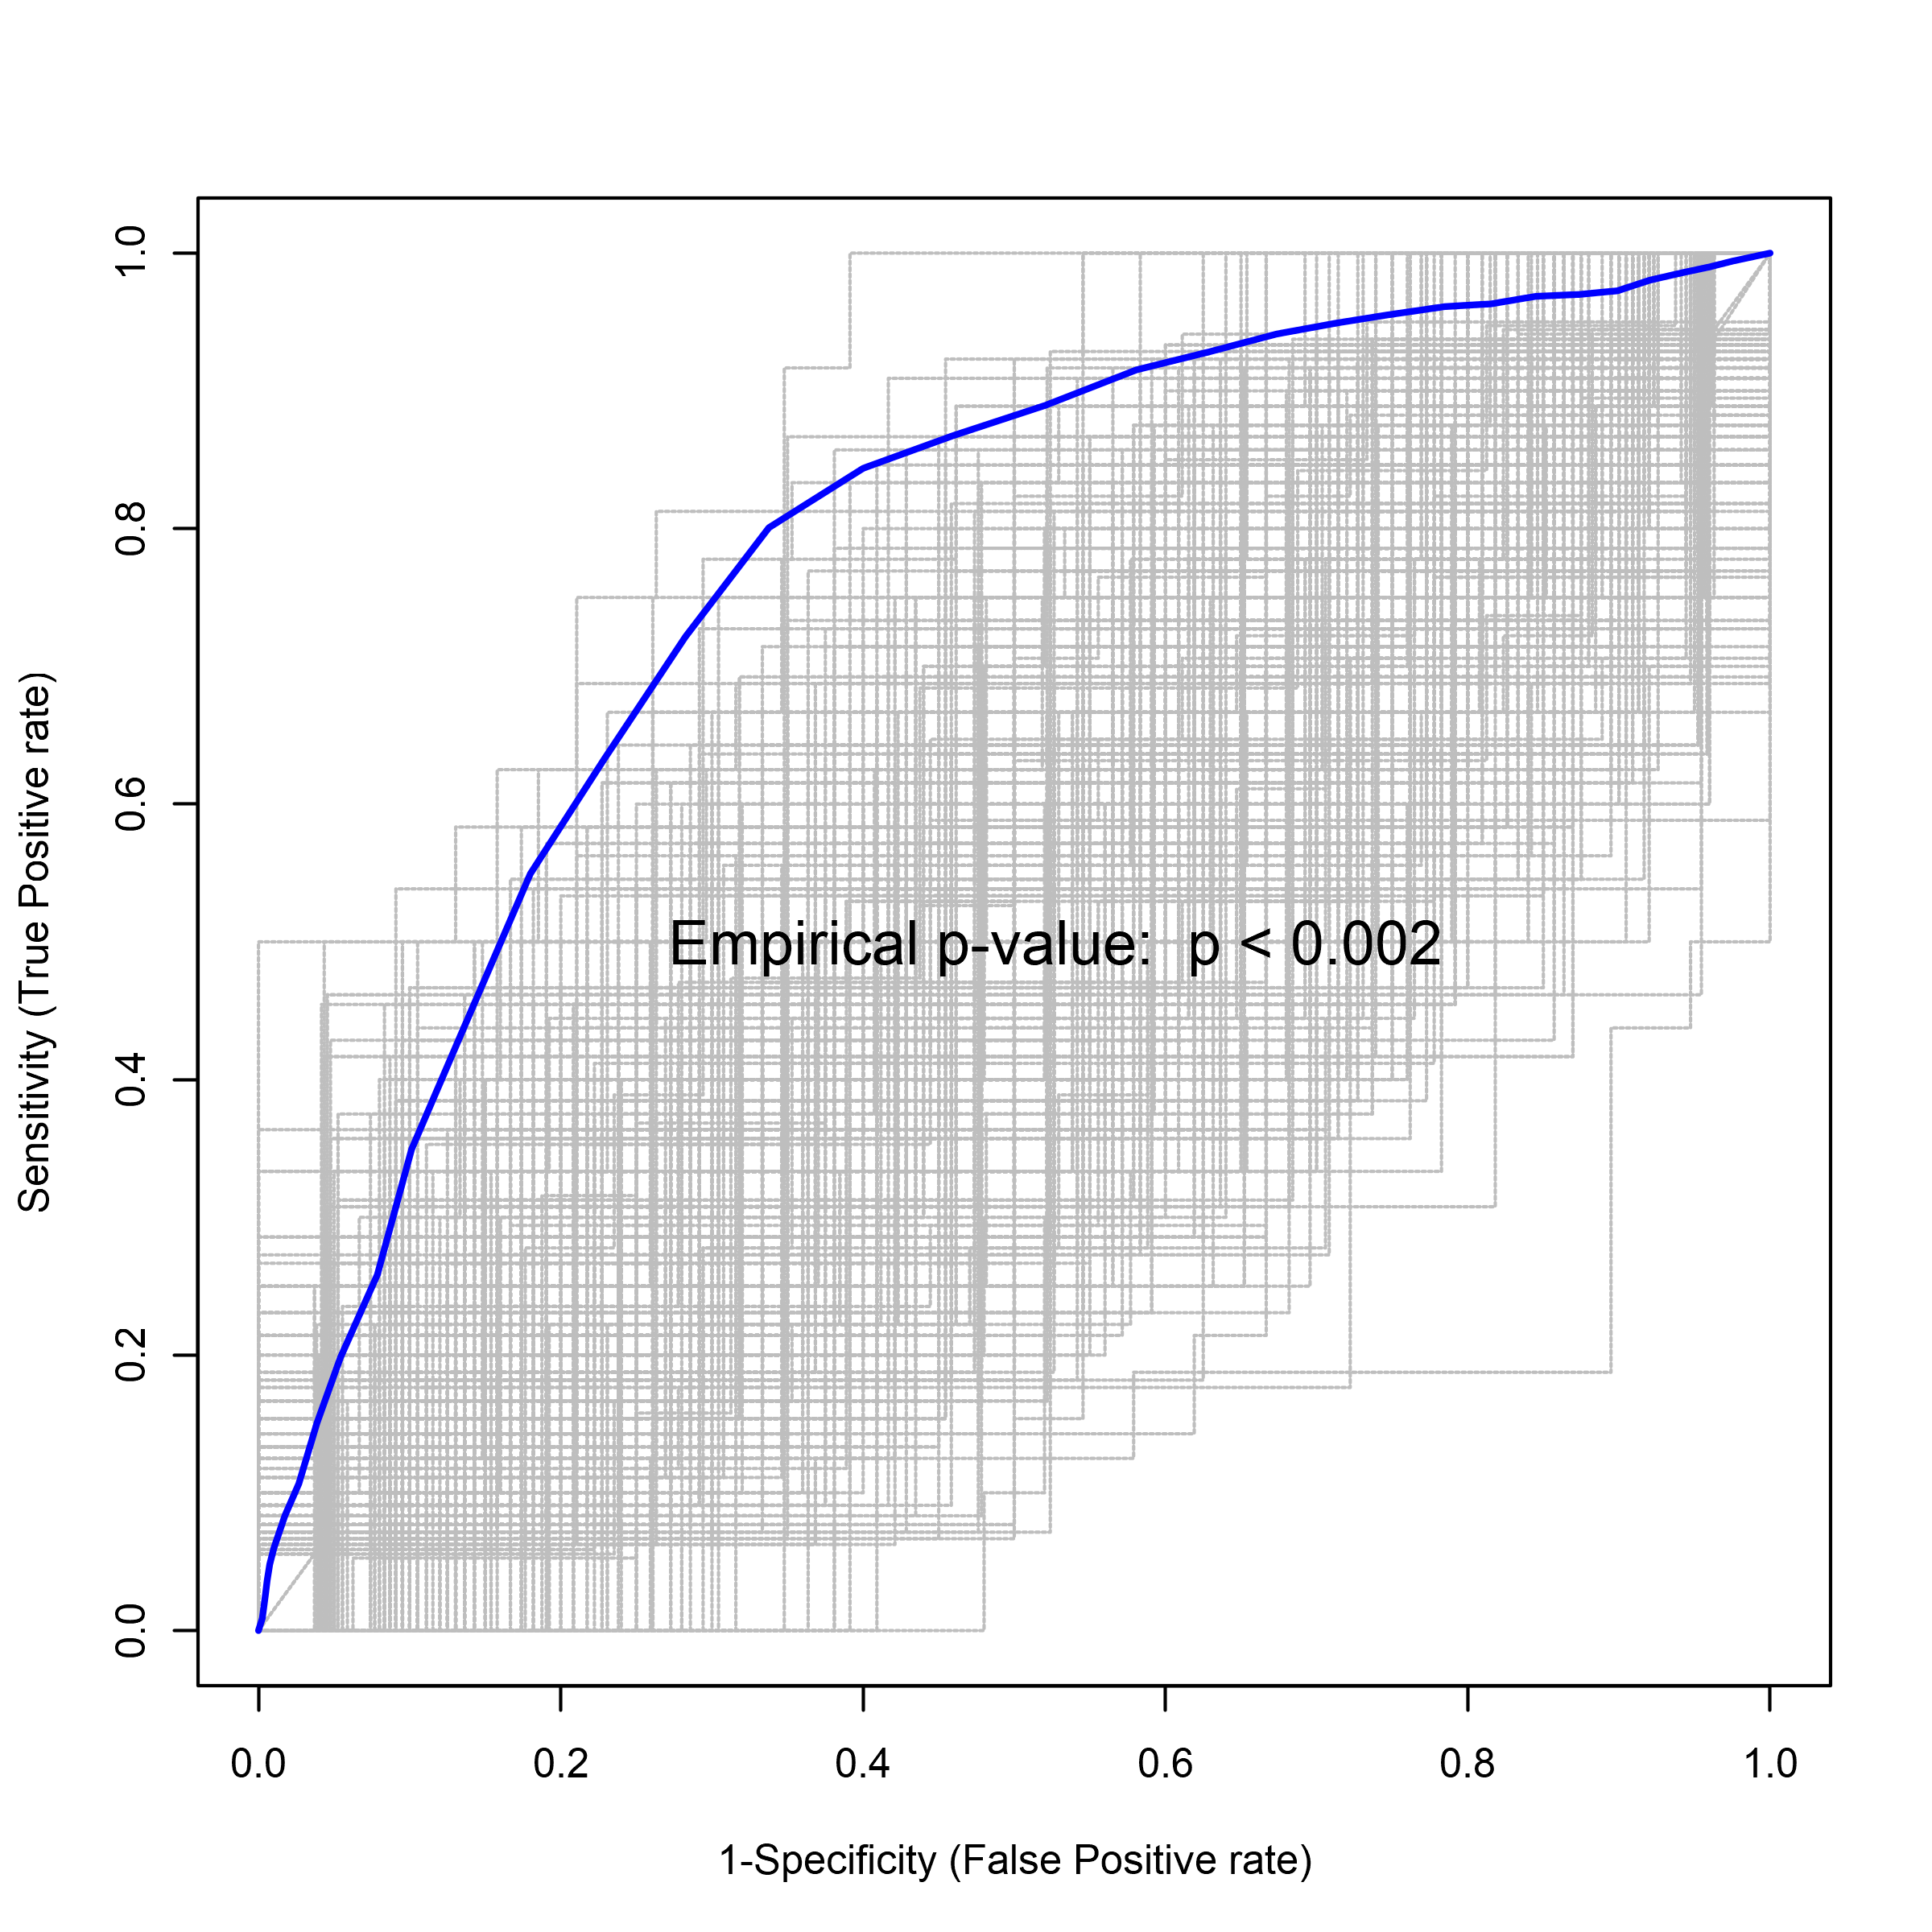 1.0
0.8
0.6
0.4
0.2
0.0
Sensitivity (True Positive rate)
Empirical p-value:  p < 0.002
0.0 0.2 0.4 0.6 0.8 1.0
1-Specificity (False Positive rate)